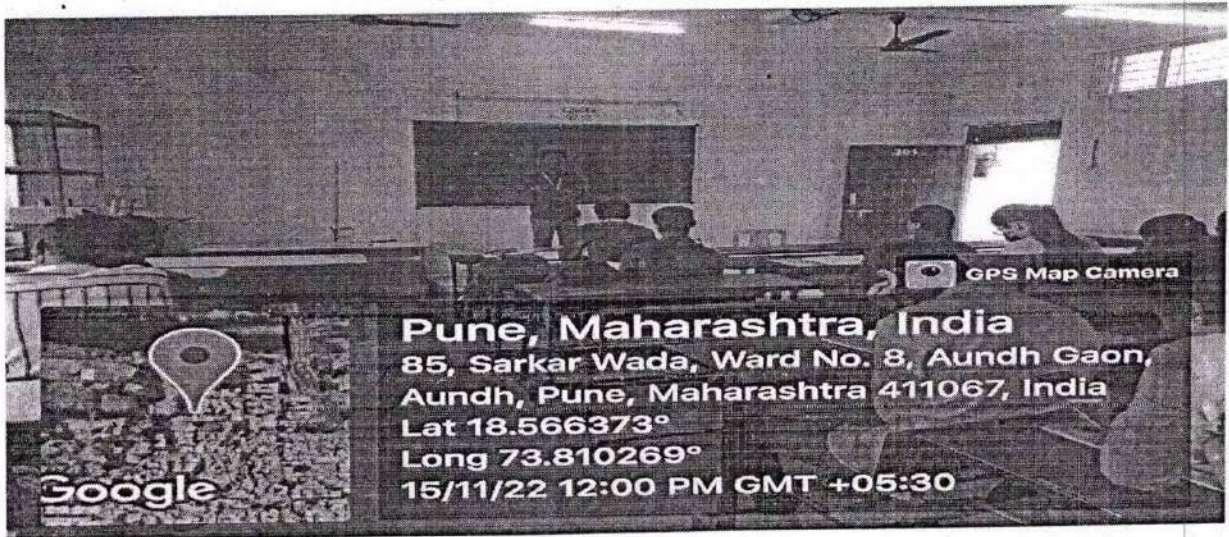 201
GPS Map Camera
Pune, Maharashtra, India
85, Sarkar Wada, Ward No. 8, Aundh Gaon,
Aundh, Pune, Maharashtra 411067, India
Lat 18.566373°
Long 73.810269°
15/11/22 12:00 PM GMT +05:30
Google